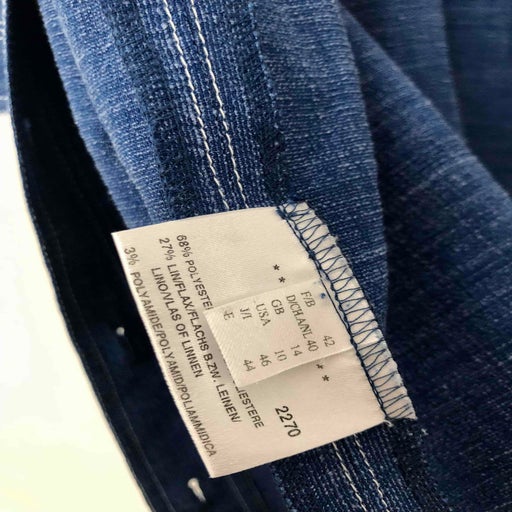 * *
F/B 42
D/CH/A/NL 40
GB 14
USA 10
J/I 46
E 44
* *
2270
68% POLYESTER
27% LIN/FLAX/FLACHS B.ZW. LEINEN/
LINO/VLAS OF LINNEN
3% POLYAMIDE/POLYAMID/POLIAMMIDICA